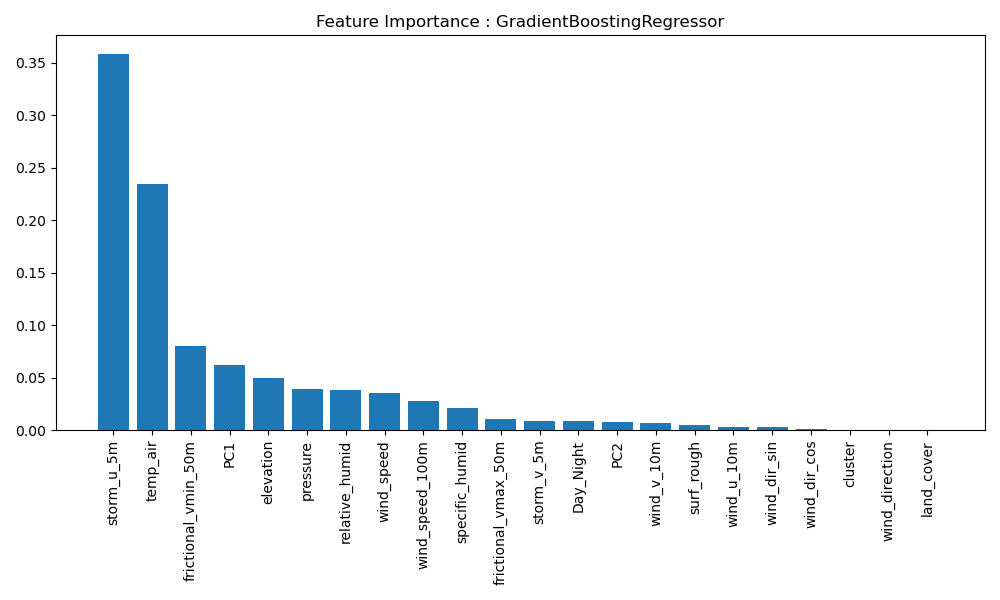 Feature Importance : GradientBoostingRegressor
0.35
0.30
0.25
0.20
0.15
0.10
0.05
0.00
storm_u_5m
temp_air
frictional_vmin_50m
PC1
elevation
pressure
relative_humid
wind_speed
wind_speed_100m
specific_humid
frictional_vmax_50m
storm_v_5m
Day_Night
PC2
wind_v_10m
surf_rough
wind_u_10m
wind_dir_sin
wind_dir_cos
cluster
wind_direction
land_cover